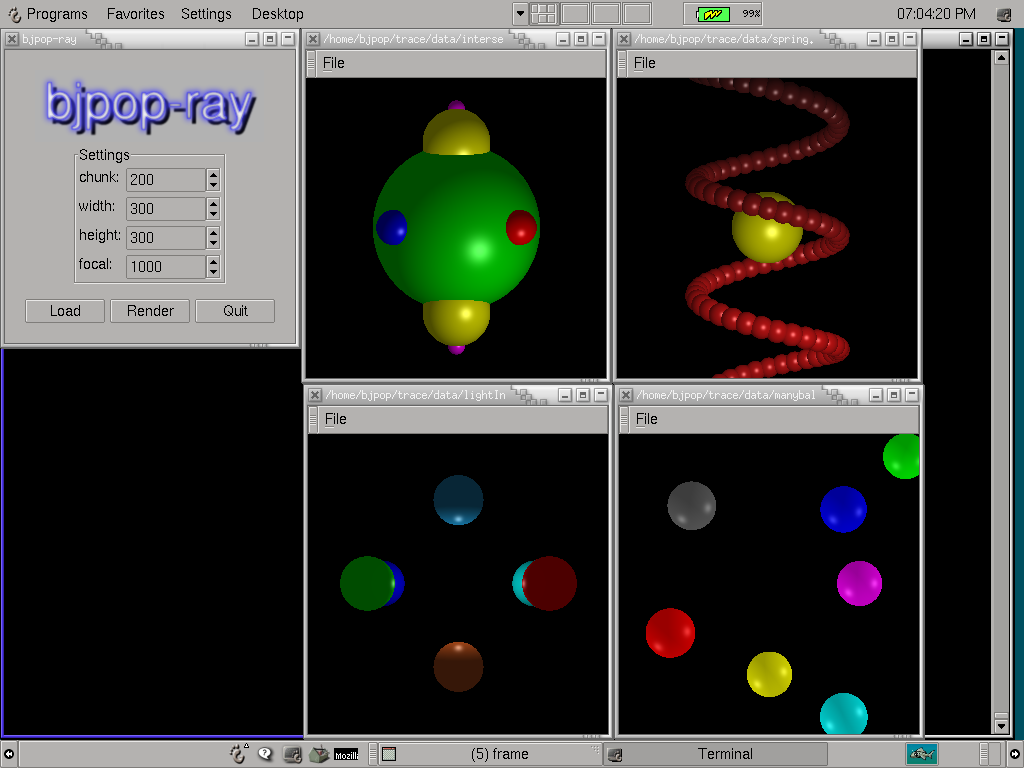 Programs Favorites Settings Desktop 99% 07:04:20 PM
bjpop-ray
bjpop-ray
Settings
chunk: 200
width: 300
height: 300
focal: 1000
Load Render Quit
/home/bjpop/trace/data/interse
File
/home/bjpop/trace/data/spring.
File
/home/bjpop/trace/data/lightIn
File
/home/bjpop/trace/data/manybal
File
Mozill
(5) frame
Terminal